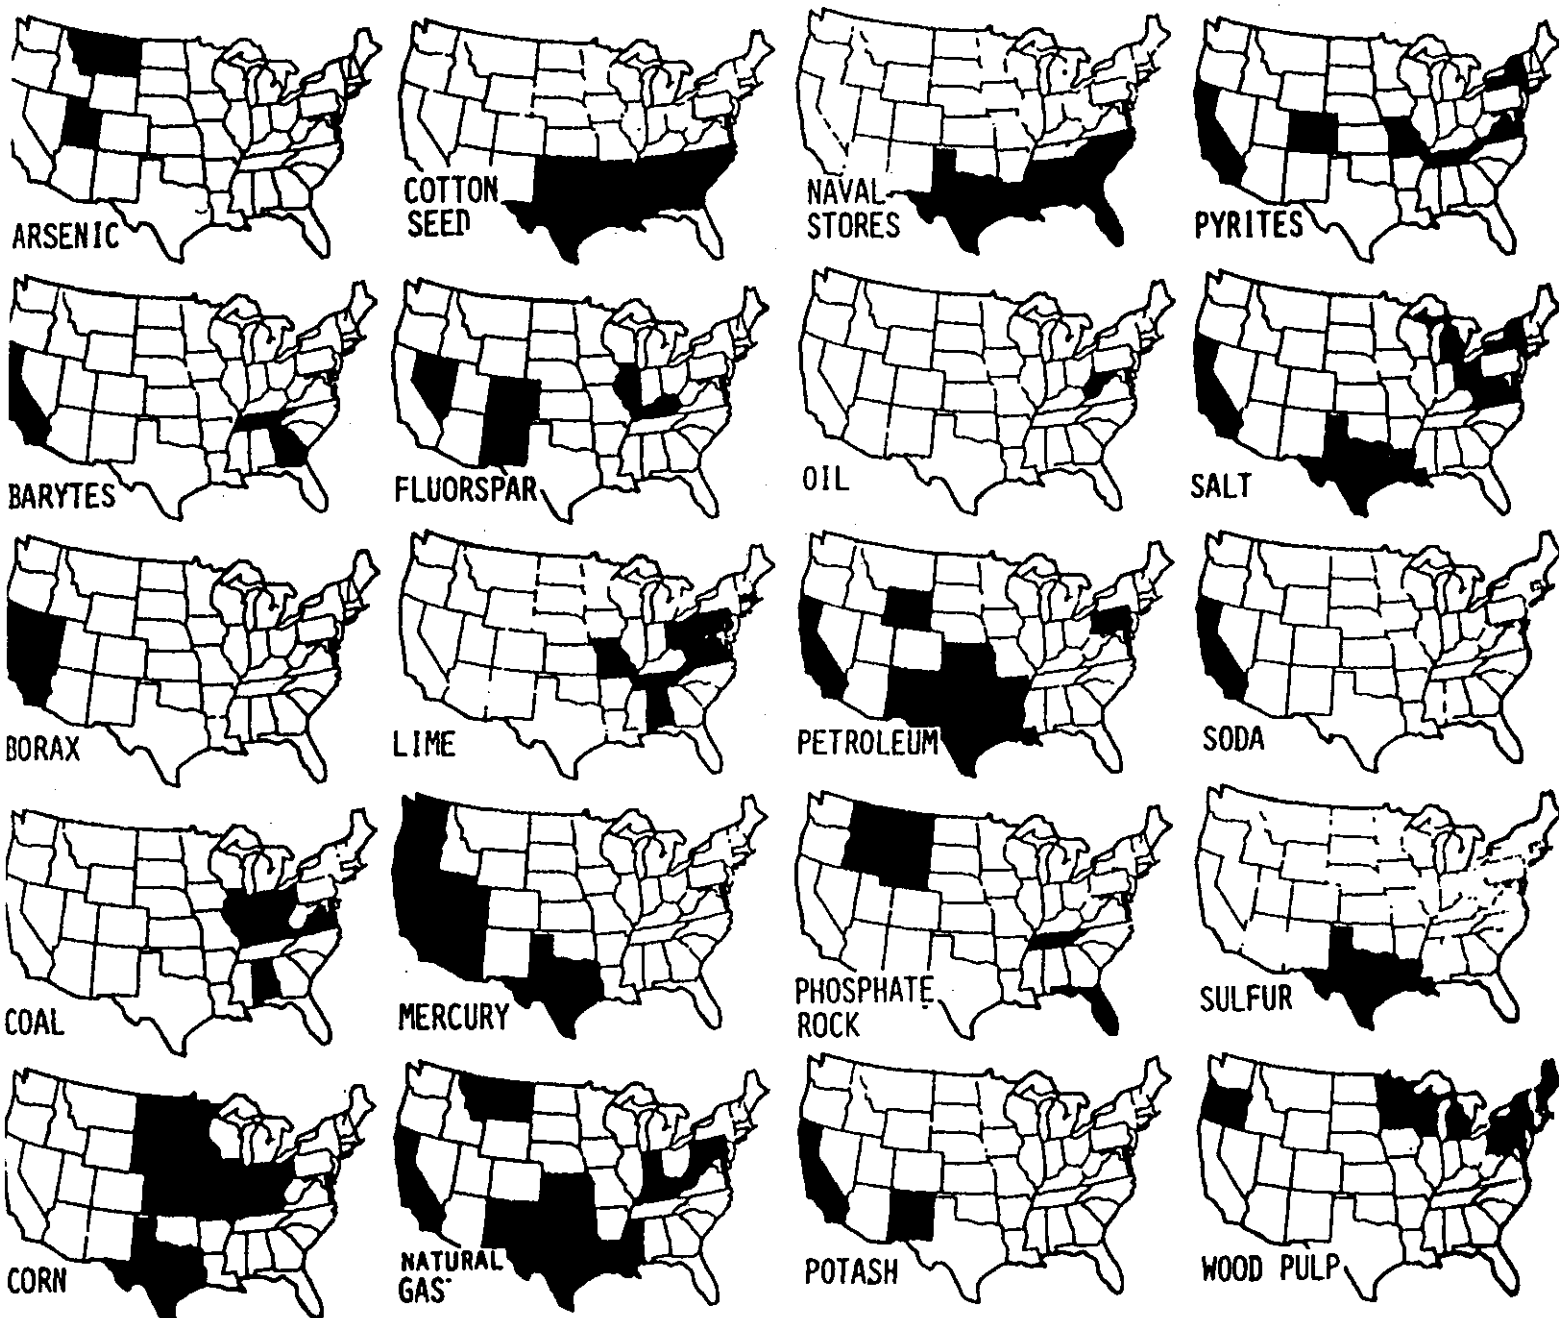 ARSENIC
COTTON
SEED
NAVAL
STORES
PYRITES
BARYTES
FLUORSPAR
OIL
SALT
BORAX
LIME
PETROLEUM
SODA
COAL
MERCURY
PHOSPHATE
ROCK
SULFUR
CORN
NATURAL
GAS
POTASH
WOOD PULP